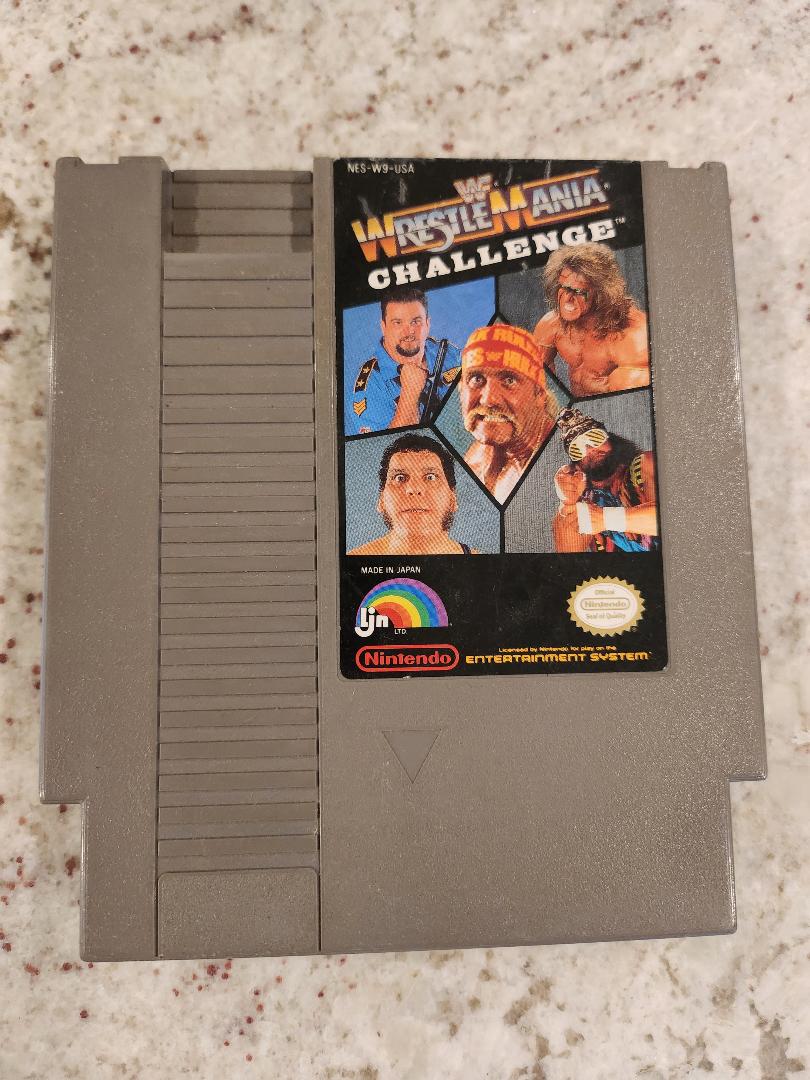 NES-W9-USA
WF
WRESTLEMANIA
CHALLENGE™
MADE IN JAPAN
ljn
LTD.
Official
Nintendo
Seal of Quality
Nintendo
Licensed by Nintendo for play on the
ENTERTAINMENT SYSTEM